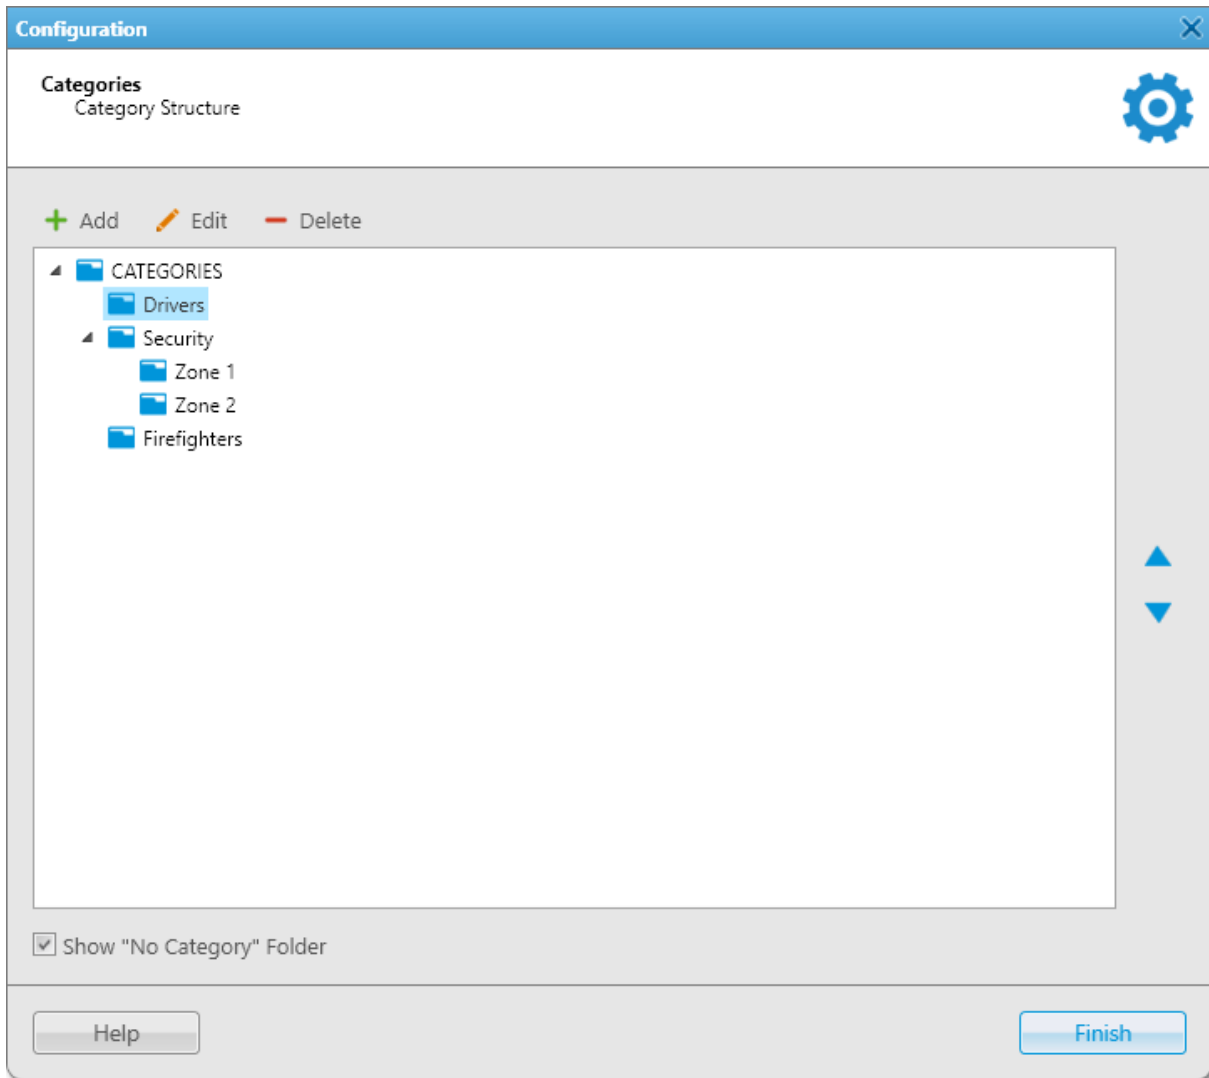 Configuration
Categories
Category Structure
Add Edit Delete
CATEGORIES
Drivers
Security
Zone 1
Zone 2
Firefighters
Show "No Category" Folder
Help Finish